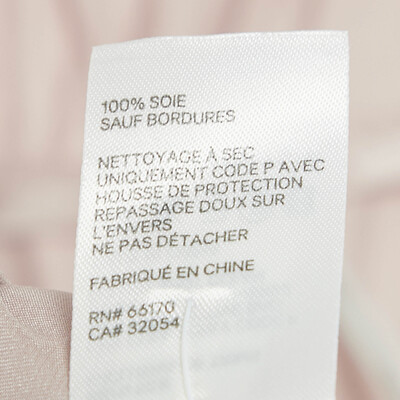 100% SOIE
SAUF BORDURES
NETTOYAGE À SEC
UNIQUEMENT CODE P AVEC
HOUSSE DE PROTECTION
REPASSAGE DOUX SUR
L'ENVERS
NE PAS DÉTACHER
FABRIQUÉ EN CHINE
RN# 66170
CA# 32054